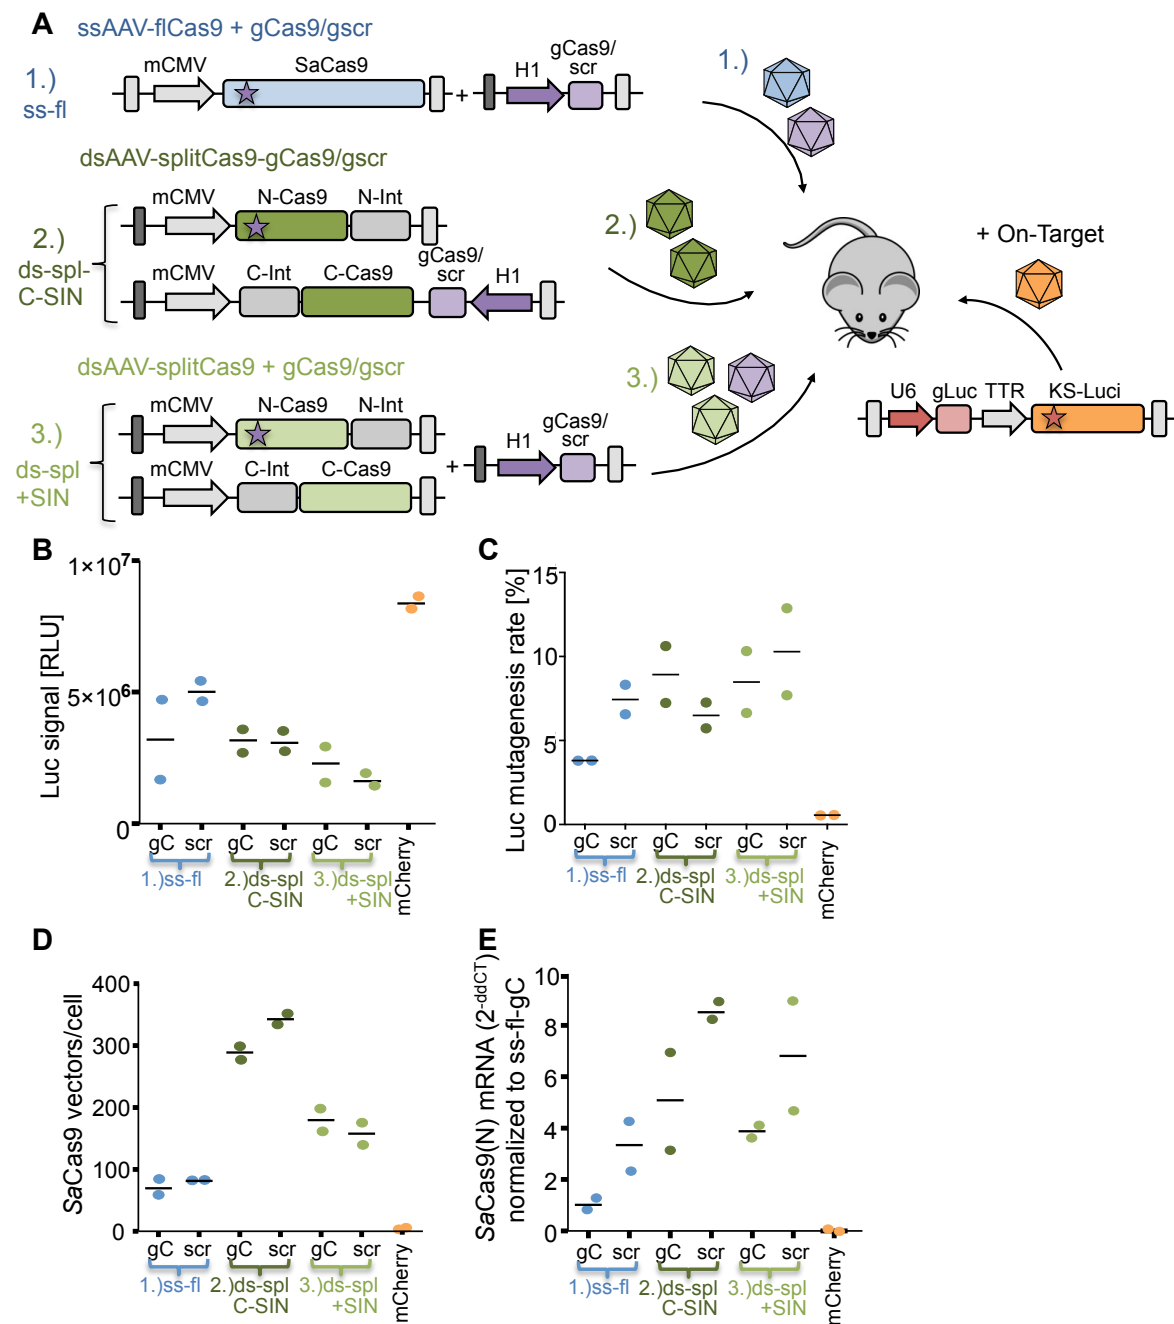 A
ssAAV-flCas9 + gCas9/gscr
1.)
ss-fl
mCMV
SaCas9
+
H1
gCas9/
scr
1.)
dsAAV-splitCas9-gCas9/gscr
2.)
ds-spl-
C-SIN
mCMV
N-Cas9
N-Int
mCMV
C-Int
C-Cas9
gCas9/
scr
H1
2.)
+ On-Target
dsAAV-splitCas9 + gCas9/gscr
3.)
ds-spl
+SIN
mCMV
N-Cas9
N-Int
mCMV
C-Int
C-Cas9
+
H1
gCas9/
scr
3.)
U6
gLuc
TTR
KS-Luci
B
Luc signal [RLU]
1×10⁷
5×10⁶
0
gC scr gC scr gC scr mCherry
1.)ss-fl
2.)ds-spl
C-SIN
3.)ds-spl
+SIN
C
Luc mutagenesis rate [%]
15
10
5
0
gC scr gC scr gC scr mCherry
1.)ss-fl
2.)ds-spl
C-SIN
3.)ds-spl
+SIN
D
SaCas9 vectors/cell
400
300
200
100
0
gC scr gC scr gC scr mCherry
1.)ss-fl
2.)ds-spl
C-SIN
3.)ds-spl
+SIN
E
SaCas9(N) mRNA (2^-ddCT)
normalized to ss-fl-gC
10
8
6
4
2
0
gC scr gC scr gC scr mCherry
1.)ss-fl
2.)ds-spl
C-SIN
3.)ds-spl
+SIN